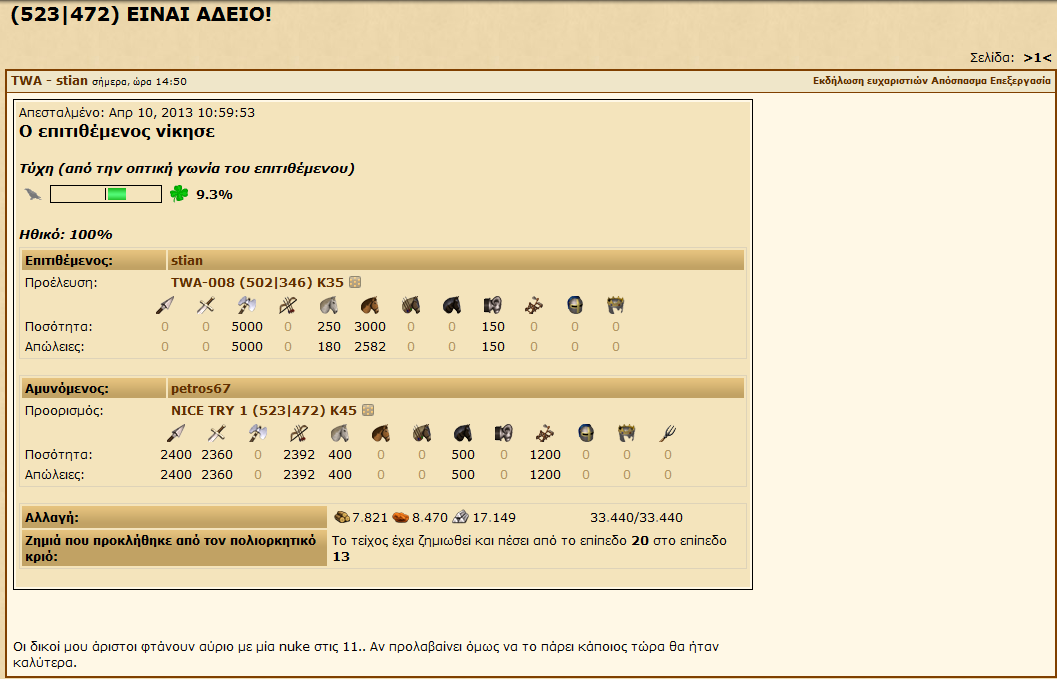 (523|472) ΕΙΝΑΙ ΑΔΕΙΟ!
Σελίδα: >1<
TWA - stian σήμερα, ώρα 14:50 Εκδήλωση ευχαριστιών Απόσπασμα Επεξεργασία
Απεσταλμένο: Απρ 10, 2013 10:59:53
Ο επιτιθέμενος νίκησε
Τύχη (από την οπτική γωνία του επιτιθέμενου)
9.3%
Ηθικό: 100%
Επιτιθέμενος: stian
Προέλευση: TWA-008 (502|346) K35
Ποσότητα: 0 0 5000 0 250 3000 0 0 150 0 0 0
Απώλειες: 0 0 5000 0 180 2582 0 0 150 0 0 0
Αμυνόμενος: petros67
Προορισμός: NICE TRY 1 (523|472) K45
Ποσότητα: 2400 2360 0 2392 400 0 0 500 0 1200 0 0 0
Απώλειες: 2400 2360 0 2392 400 0 0 500 0 1200 0 0 0
Αλλαγή: 7.821 8.470 17.149 33.440/33.440
Ζημιά που προκλήθηκε από τον πολιορκητικό Το τείχος έχει ζημιωθεί και πέσει από το επίπεδο 20 στο επίπεδο
κριό: 13
Οι δικοί μου άριστοι φτάνουν αύριο με μία nuke στις 11.. Αν προλαβαίνει όμως να το πάρει κάποιος τώρα θα ήταν
καλύτερα.